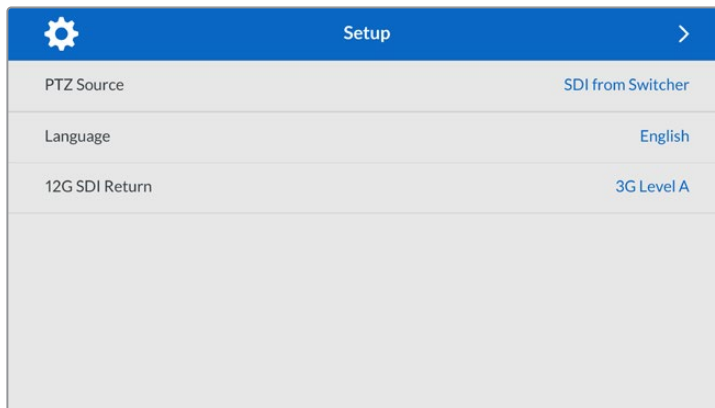 Setup
PTZ Source SDI from Switcher
Language English
12G SDI Return 3G Level A